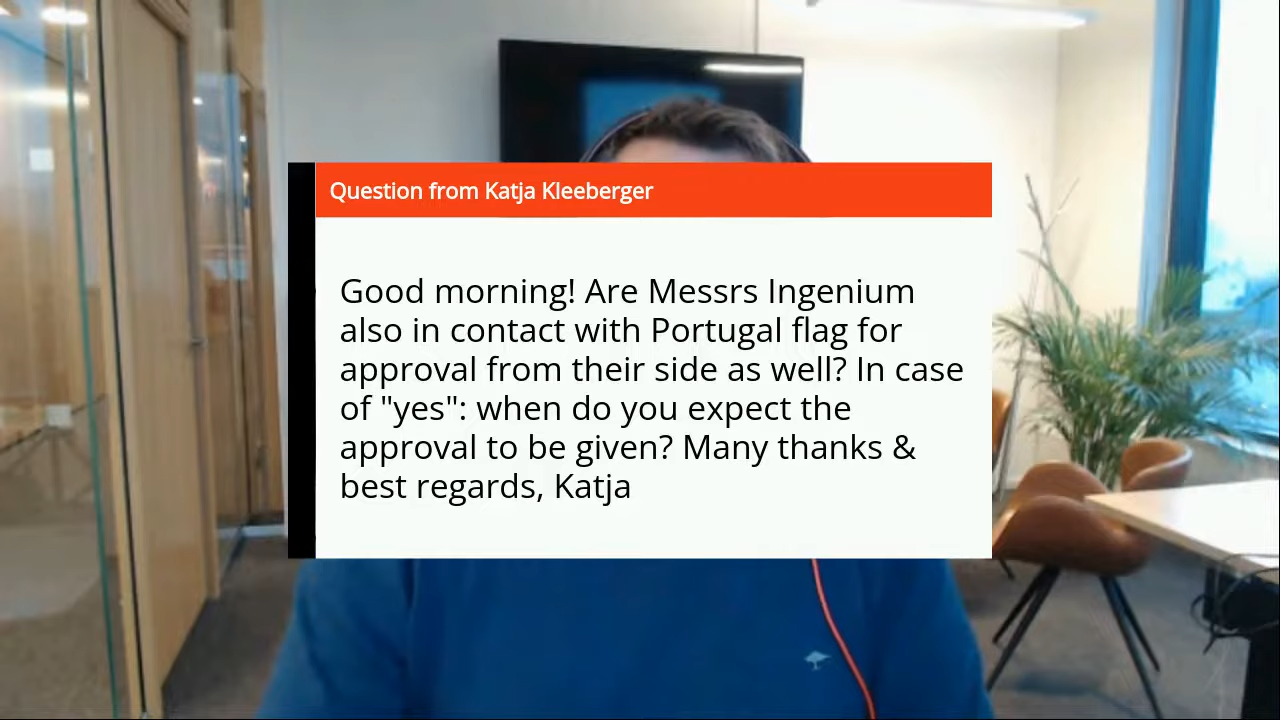 Question from Katja Kleeberger
Good morning! Are Messrs Ingenium
also in contact with Portugal flag for
approval from their side as well? In case
of "yes": when do you expect the
approval to be given? Many thanks &
best regards, Katja